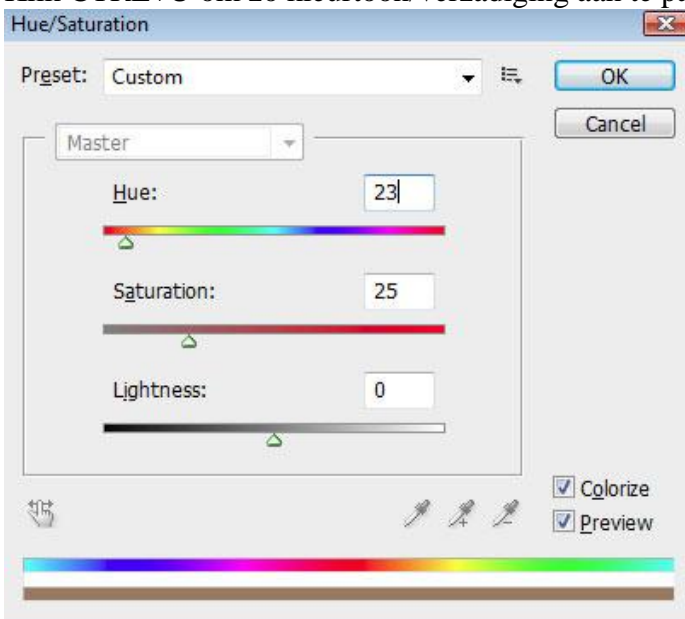 Hue/Saturation
Preset: Custom
OK
Cancel
Master
Hue: 23
Saturation: 25
Lightness: 0
Colorize
Preview